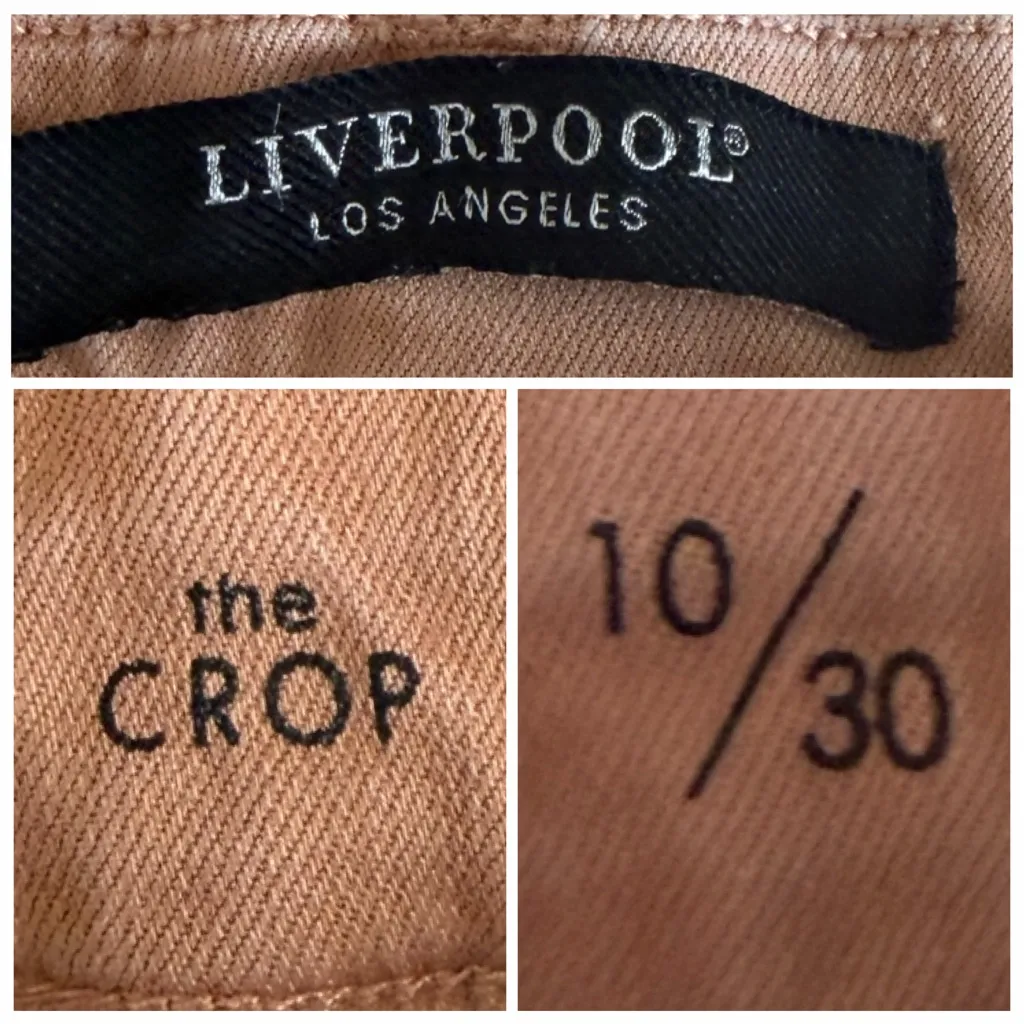 LIVERPOOL®
LOS ANGELES
the
CROP
10/30